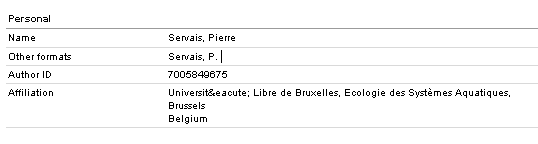 Personal
Name Servais, Pierre
Other formats Servais, P. |
Author ID 7005849675
Affiliation Universit&eacute; Libre de Bruxelles, Ecologie des Systèmes Aquatiques,
Brussels
Belgium